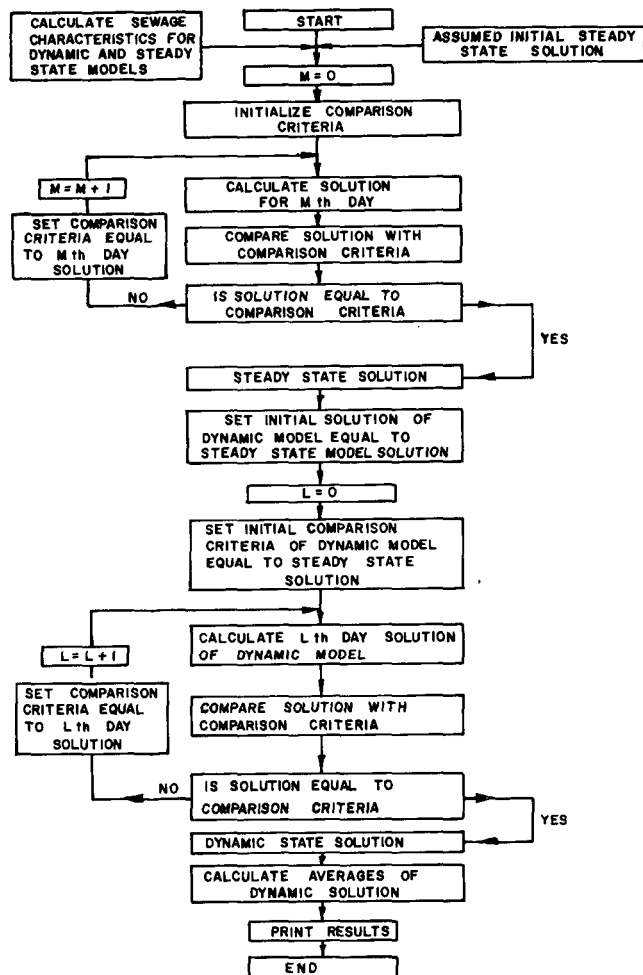 CALCULATE SEWAGE
CHARACTERISTICS FOR
DYNAMIC AND STEADY
STATE MODELS
START
ASSUMED INITIAL STEADY
STATE SOLUTION
M = O
INITIALIZE COMPARISON
CRITERIA
M = M + I
CALCULATE SOLUTION
FOR M th DAY
SET COMPARISON
CRITERIA EQUAL
TO M th DAY
SOLUTION
COMPARE SOLUTION WITH
COMPARISON CRITERIA
NO
IS SOLUTION EQUAL TO
COMPARISON CRITERIA
YES
STEADY STATE SOLUTION
SET INITIAL SOLUTION OF
DYNAMIC MODEL EQUAL TO
STEADY STATE MODEL SOLUTION
L = O
SET INITIAL COMPARISON
CRITERIA OF DYNAMIC MODEL
EQUAL TO STEADY STATE
SOLUTION
L = L + I
CALCULATE L th DAY SOLUTION
OF DYNAMIC MODEL
SET COMPARISON
CRITERIA EQUAL
TO L th DAY
SOLUTION
COMPARE SOLUTION WITH
COMPARISON CRITERIA
NO
IS SOLUTION EQUAL TO
COMPARISON CRITERIA
YES
DYNAMIC STATE SOLUTION
CALCULATE AVERAGES OF
DYNAMIC SOLUTION
PRINT RESULTS
END